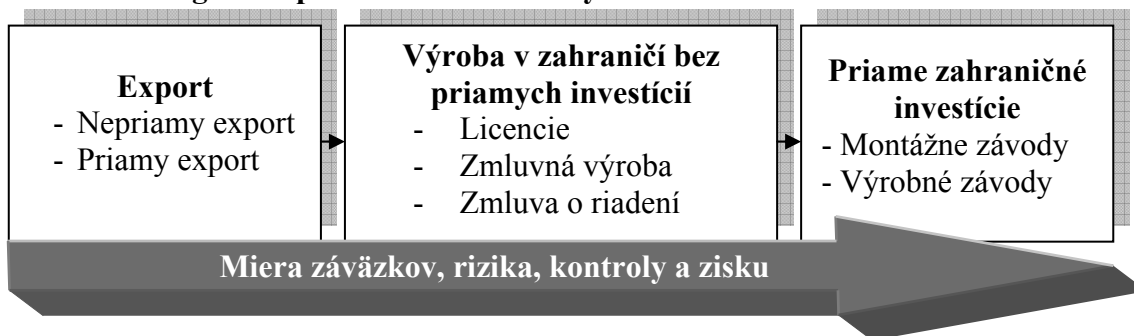 Export
- Nepriamy export
- Priamy export
Výroba v zahraničí bez
priamych investícií
- Licencie
- Zmluvná výroba
- Zmluva o riadení
Priame zahraničné
investície
- Montážne závody
- Výrobné závody
Miera záväzkov, rizika, kontroly a zisku